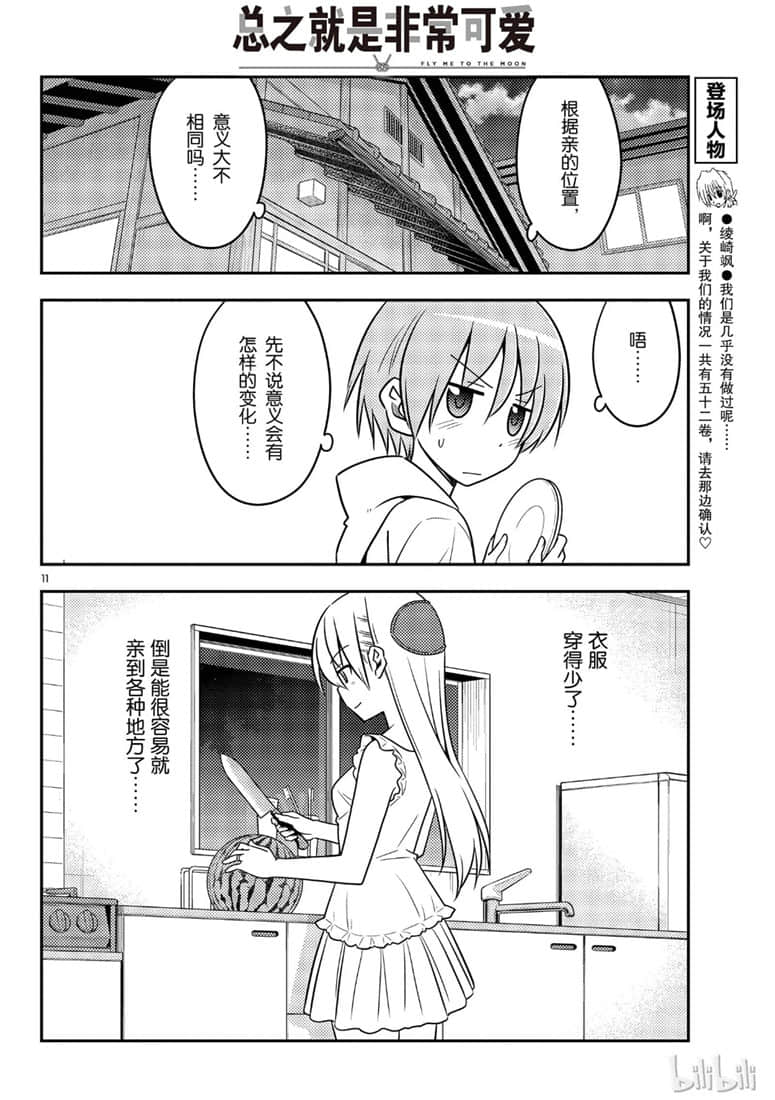 总之就是非常可爱
FLY ME TO THE MOON
登场人物
●绫崎飒●我们是几乎没有做过呢……
啊，关于我们的情况一共有五十二卷，请去那边确认♡
根据亲的位置，
意义大不
相同吗……
唔……
先不说意义会有
怎样的变化……
11
衣服
穿得少了……
倒是能很容易就
亲到各种地方了……
bilibili